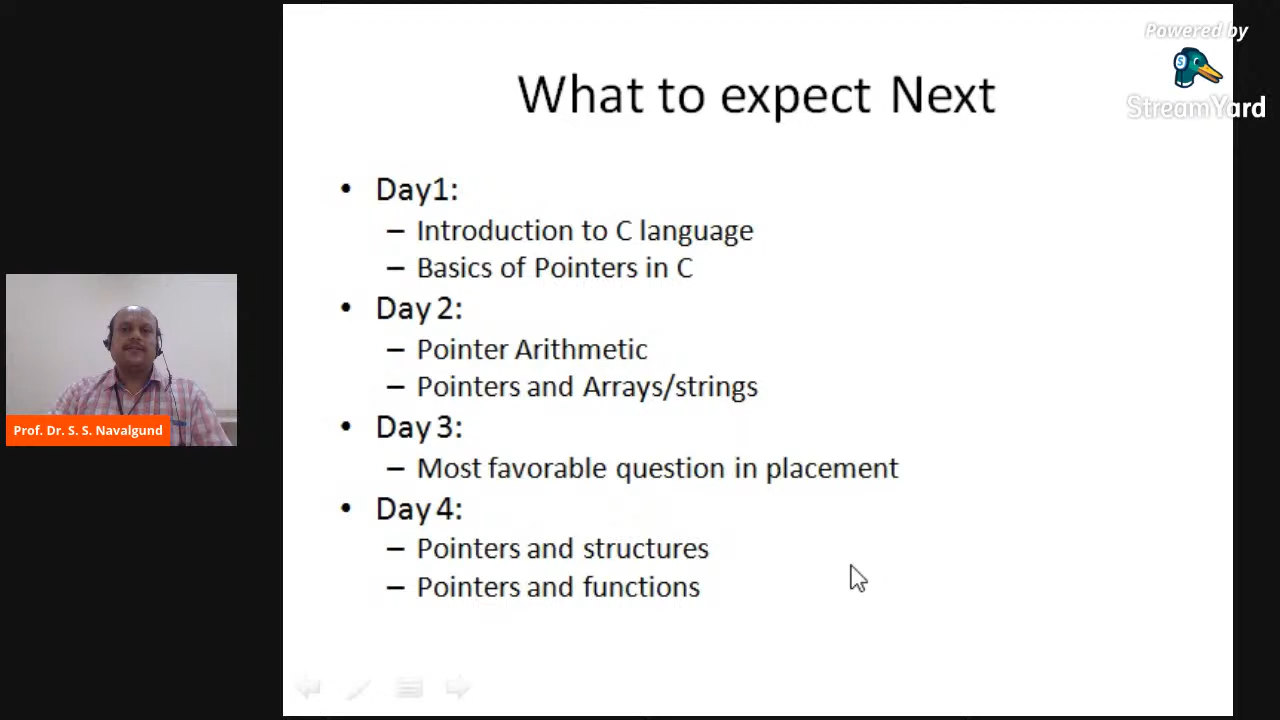 Powered by
StreamYard
What to expect Next
• Day1:
– Introduction to C language
– Basics of Pointers in C
• Day 2:
– Pointer Arithmetic
– Pointers and Arrays/strings
• Day 3:
– Most favorable question in placement
• Day 4:
– Pointers and structures
– Pointers and functions
Prof. Dr. S. S. Navalgund